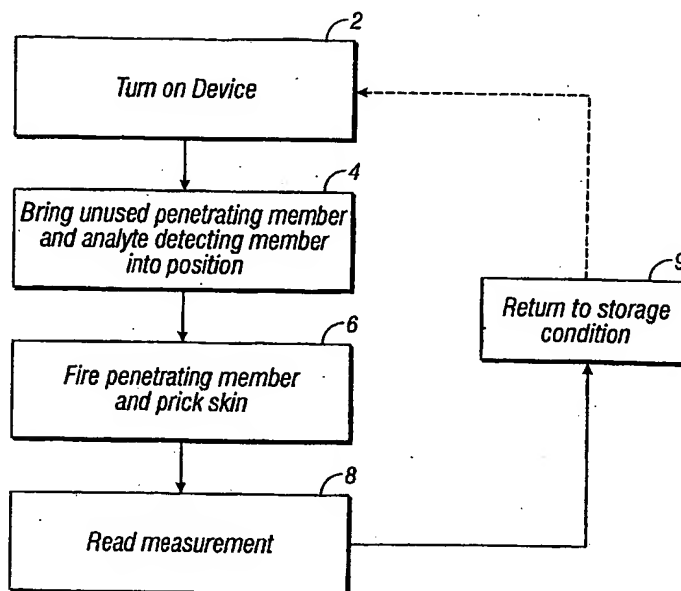 2
Turn on Device
4
Bring unused penetrating member
and analyte detecting member
into position
9
Return to storage
condition
6
Fire penetrating member
and prick skin
8
Read measurement